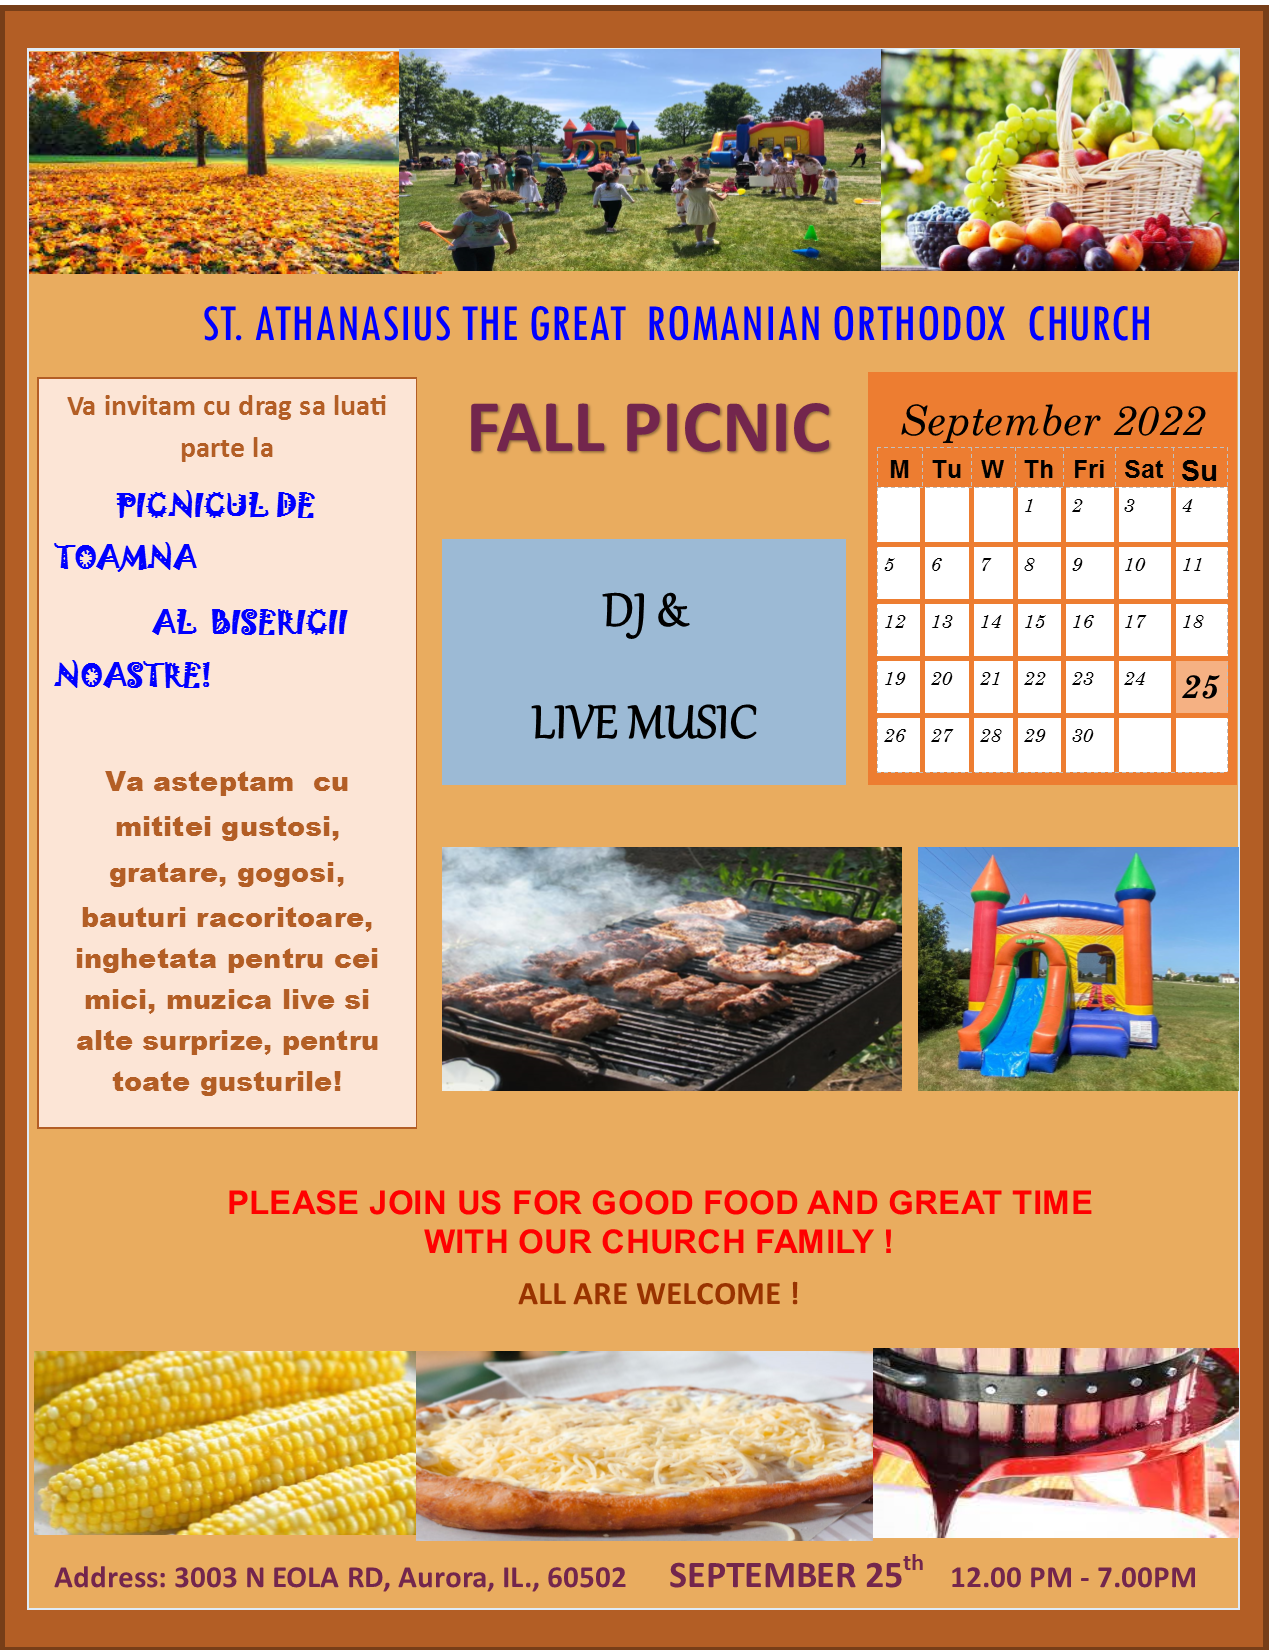 ST. ATHANASIUS THE GREAT ROMANIAN ORTHODOX CHURCH
Va invitam cu drag sa luati
parte la
PICNICUL DE
TOAMNA
AL BISERICII
NOASTRE!
Va asteptam cu
mititei gustosi,
gratare, gogosi,
bauturi racoritoare,
inghetata pentru cei
mici, muzica live si
alte surprize, pentru
toate gusturile!
FALL PICNIC
DJ &
LIVE MUSIC
September 2022
M Tu W Th Fri Sat Su
1 2 3 4
5 6 7 8 9 10 11
12 13 14 15 16 17 18
19 20 21 22 23 24 25
26 27 28 29 30
PLEASE JOIN US FOR GOOD FOOD AND GREAT TIME
WITH OUR CHURCH FAMILY !
ALL ARE WELCOME !
Address: 3003 N EOLA RD, Aurora, IL., 60502 SEPTEMBER 25th 12.00 PM - 7.00PM